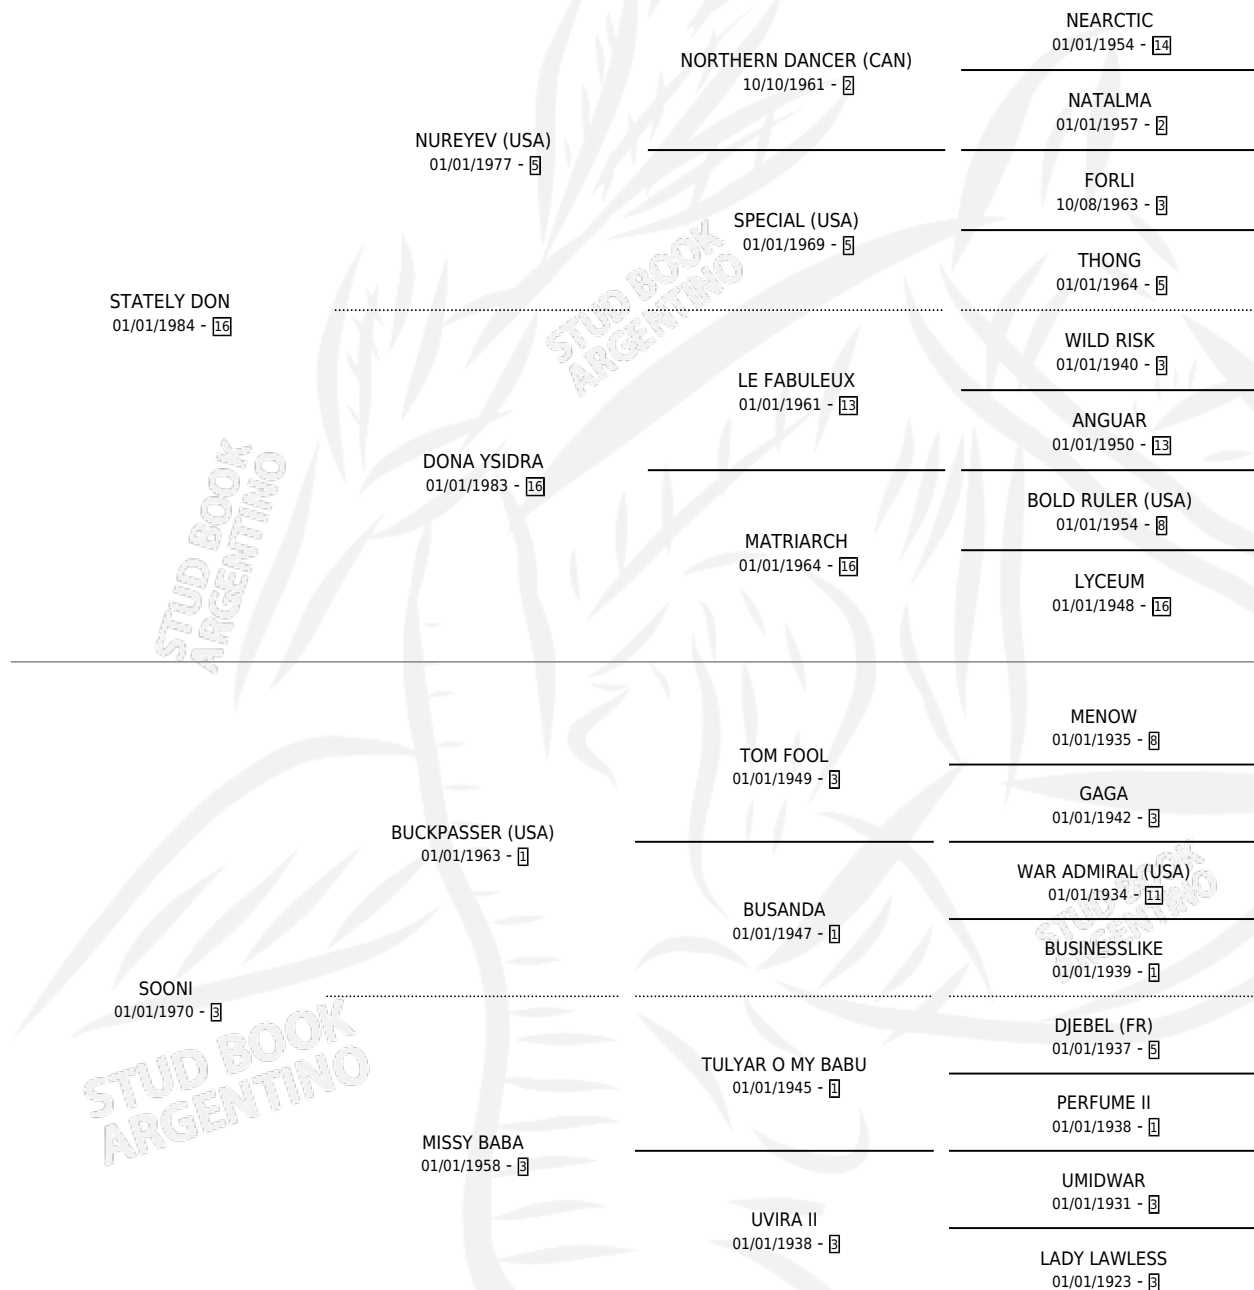 NEARCTIC
01/01/1954 - 14
NORTHERN DANCER (CAN)
10/10/1961 - 2
NATALMA
01/01/1957 - 2
NUREYEV (USA)
01/01/1977 - 5
FORLI
10/08/1963 - 3
SPECIAL (USA)
01/01/1969 - 5
THONG
01/01/1964 - 5
STATELY DON
01/01/1984 - 16
WILD RISK
01/01/1940 - 3
LE FABULEUX
01/01/1961 - 13
ANGUAR
01/01/1950 - 13
DONA YSIDRA
01/01/1983 - 16
BOLD RULER (USA)
01/01/1954 - 8
MATRIARCH
01/01/1964 - 16
LYCEUM
01/01/1948 - 16
MENOW
01/01/1935 - 8
TOM FOOL
01/01/1949 - 3
GAGA
01/01/1942 - 3
BUCKPASSER (USA)
01/01/1963 - 1
WAR ADMIRAL (USA)
01/01/1934 - 11
BUSANDA
01/01/1947 - 1
BUSINESSLIKE
01/01/1939 - 1
SOONI
01/01/1970 - 3
DJEBEL (FR)
01/01/1937 - 5
TULYAR O MY BABU
01/01/1945 - 1
PERFUME II
01/01/1938 - 1
MISSY BABA
01/01/1958 - 3
UMIDWAR
01/01/1931 - 3
UVIRA II
01/01/1938 - 3
LADY LAWLESS
01/01/1923 - 3
STUD BOOK
ARGENTINO
STUD BOOK
ARGENTINO
STUD BOOK
ARGENTINO
STUD BOOK
ARGENTINO